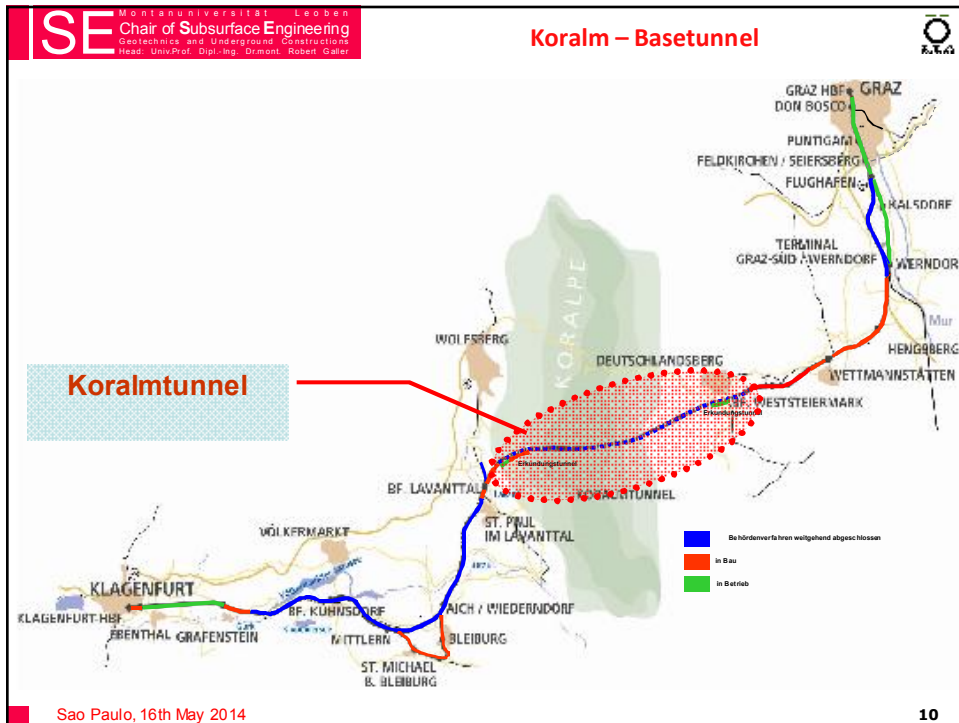 SE
Montanuniversität Leoben
Chair of Subsurface Engineering
Geotechnics and Underground Constructions
Head: Univ.Prof. Dipl.-Ing. Dr.mont. Robert Galler
Koralm – Basetunnel
GRAZ HBF
GRAZ
DON BOSCO
PUNTIGAM
FELDKIRCHEN / SEIERSBERG
FLUGHAFEN
KALSDORF
TERMINAL
GRAZ-SÜD / WERNDORF
WERNDOR
Mur
HENGSBERG
WETTMANNSTÄTTEN
KORALPE
WOLFSBERG
DEUTSCHLANDSBERG
Koralmtunnel
BF. WESTSTEIERMARK
Erkundungstunnel
Erkundungstunnel
KORALMTUNNEL
BF. LAVANTTAL
ST. PAUL
IM LAVANTTAL
VÖLKERMARKT
Behördenverfahren weitgehend abgeschlossen
in Bau
in Betrieb
KLAGENFURT
KLAGENFURT-HBF
EBENTHAL
GRAFENSTEIN
Gurk
BF. KÜHNSDORF
MITTLERN
AICH / WIEDERNDORF
BLEIBURG
ST. MICHAEL
B. BLEIBURG
Sao Paulo, 16th May 2014
10